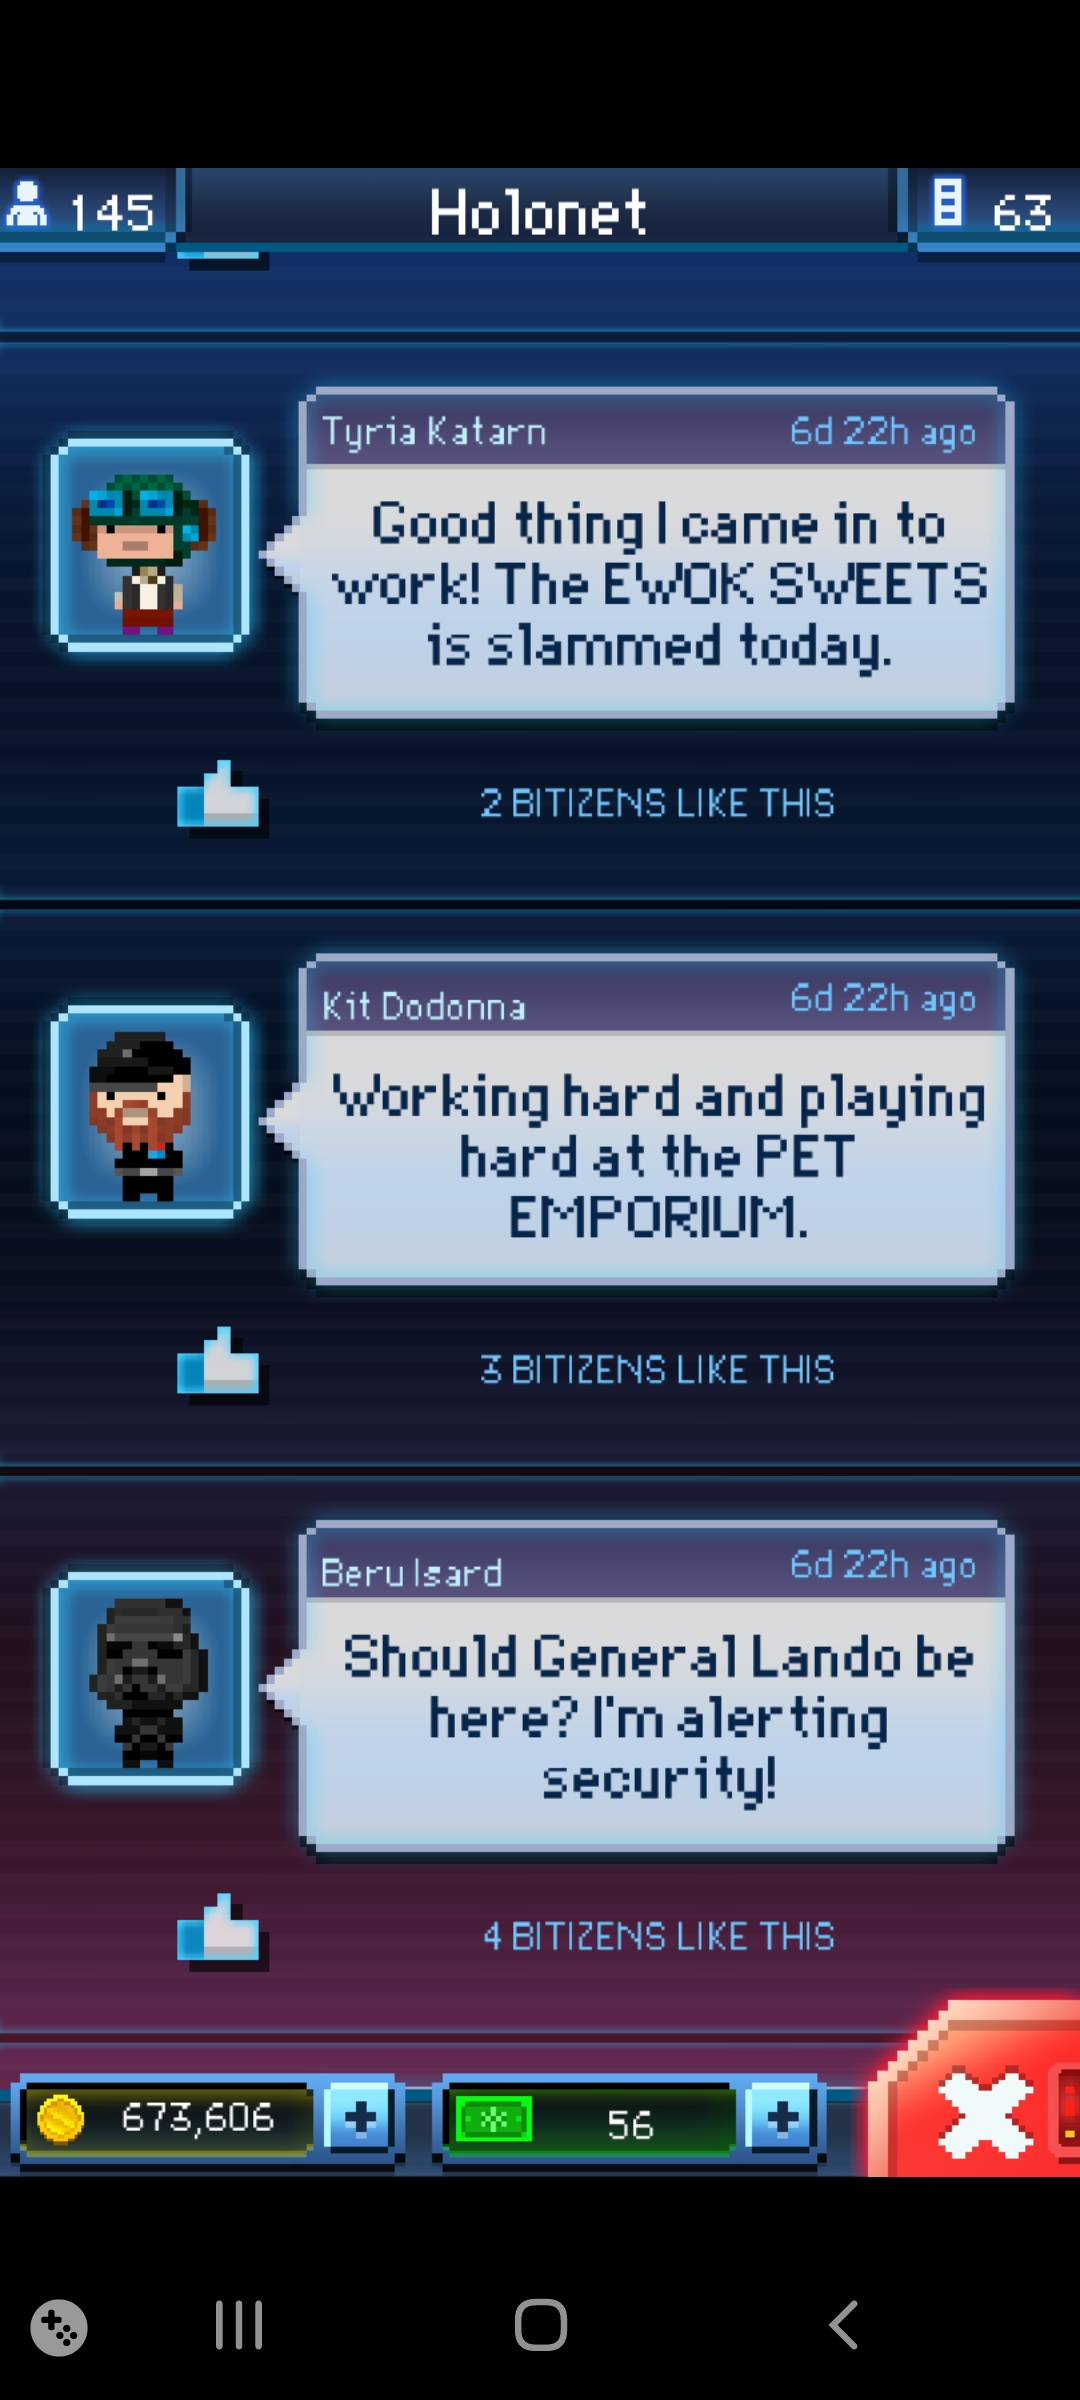 145
Holonet
63
Tyria Katarn
6d 22h ago
Good thing I came in to
work! The EWOK SWEETS
is slammed today.
2 BITIZENS LIKE THIS
Kit Dodonna
6d 22h ago
Working hard and playing
hard at the PET
EMPORIUM.
3 BITIZENS LIKE THIS
Beru Isard
6d 22h ago
Should General Lando be
here? I'm alerting
security!
4 BITIZENS LIKE THIS
673,606
56